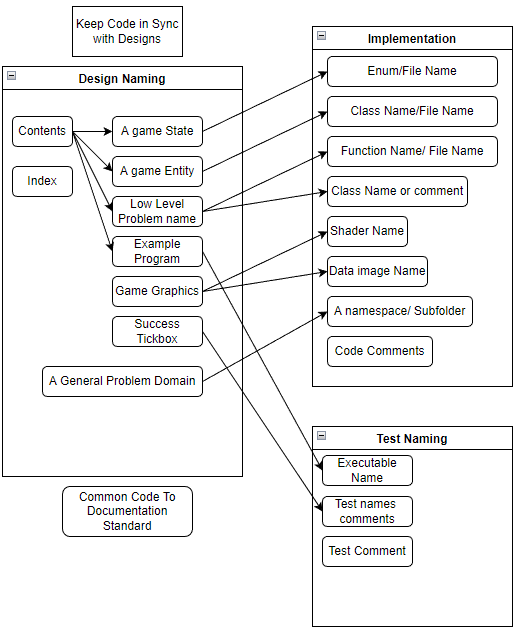 Keep Code in Sync
with Designs
Design Naming
Contents
Index
A game State
A game Entity
Low Level
Problem name
Example
Program
Game Graphics
Success
Tickbox
A General Problem Domain
Common Code To
Documentation
Standard
Implementation
Enum/File Name
Class Name/File Name
Function Name/ File Name
Class Name or comment
Shader Name
Data image Name
A namespace/ Subfolder
Code Comments
Test Naming
Executable
Name
Test names
comments
Test Comment